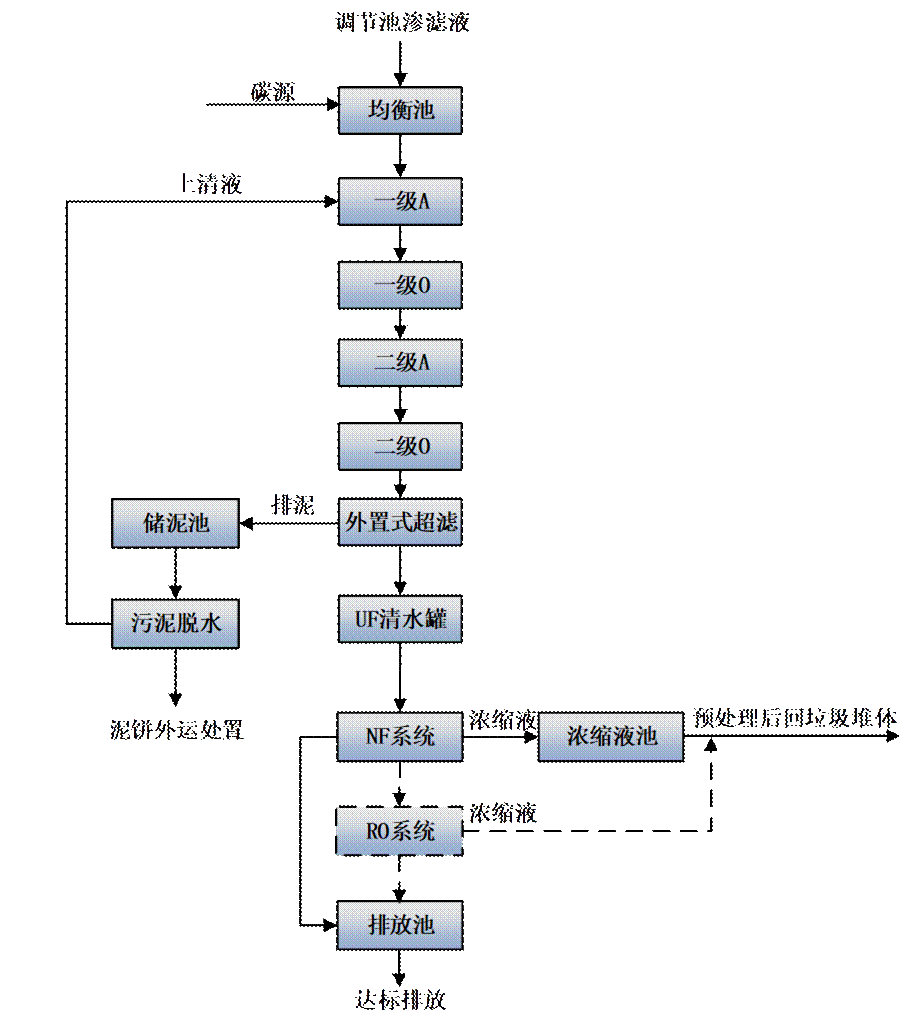 调节池渗滤液
碳源
均衡池
上清液
一级A
一级O
二级A
二级O
排泥
储泥池
外置式超滤
污泥脱水
UF清水罐
泥饼外运处置
NF系统
浓缩液
浓缩液池
预处理后回垃圾堆体
RO系统
浓缩液
排放池
达标排放